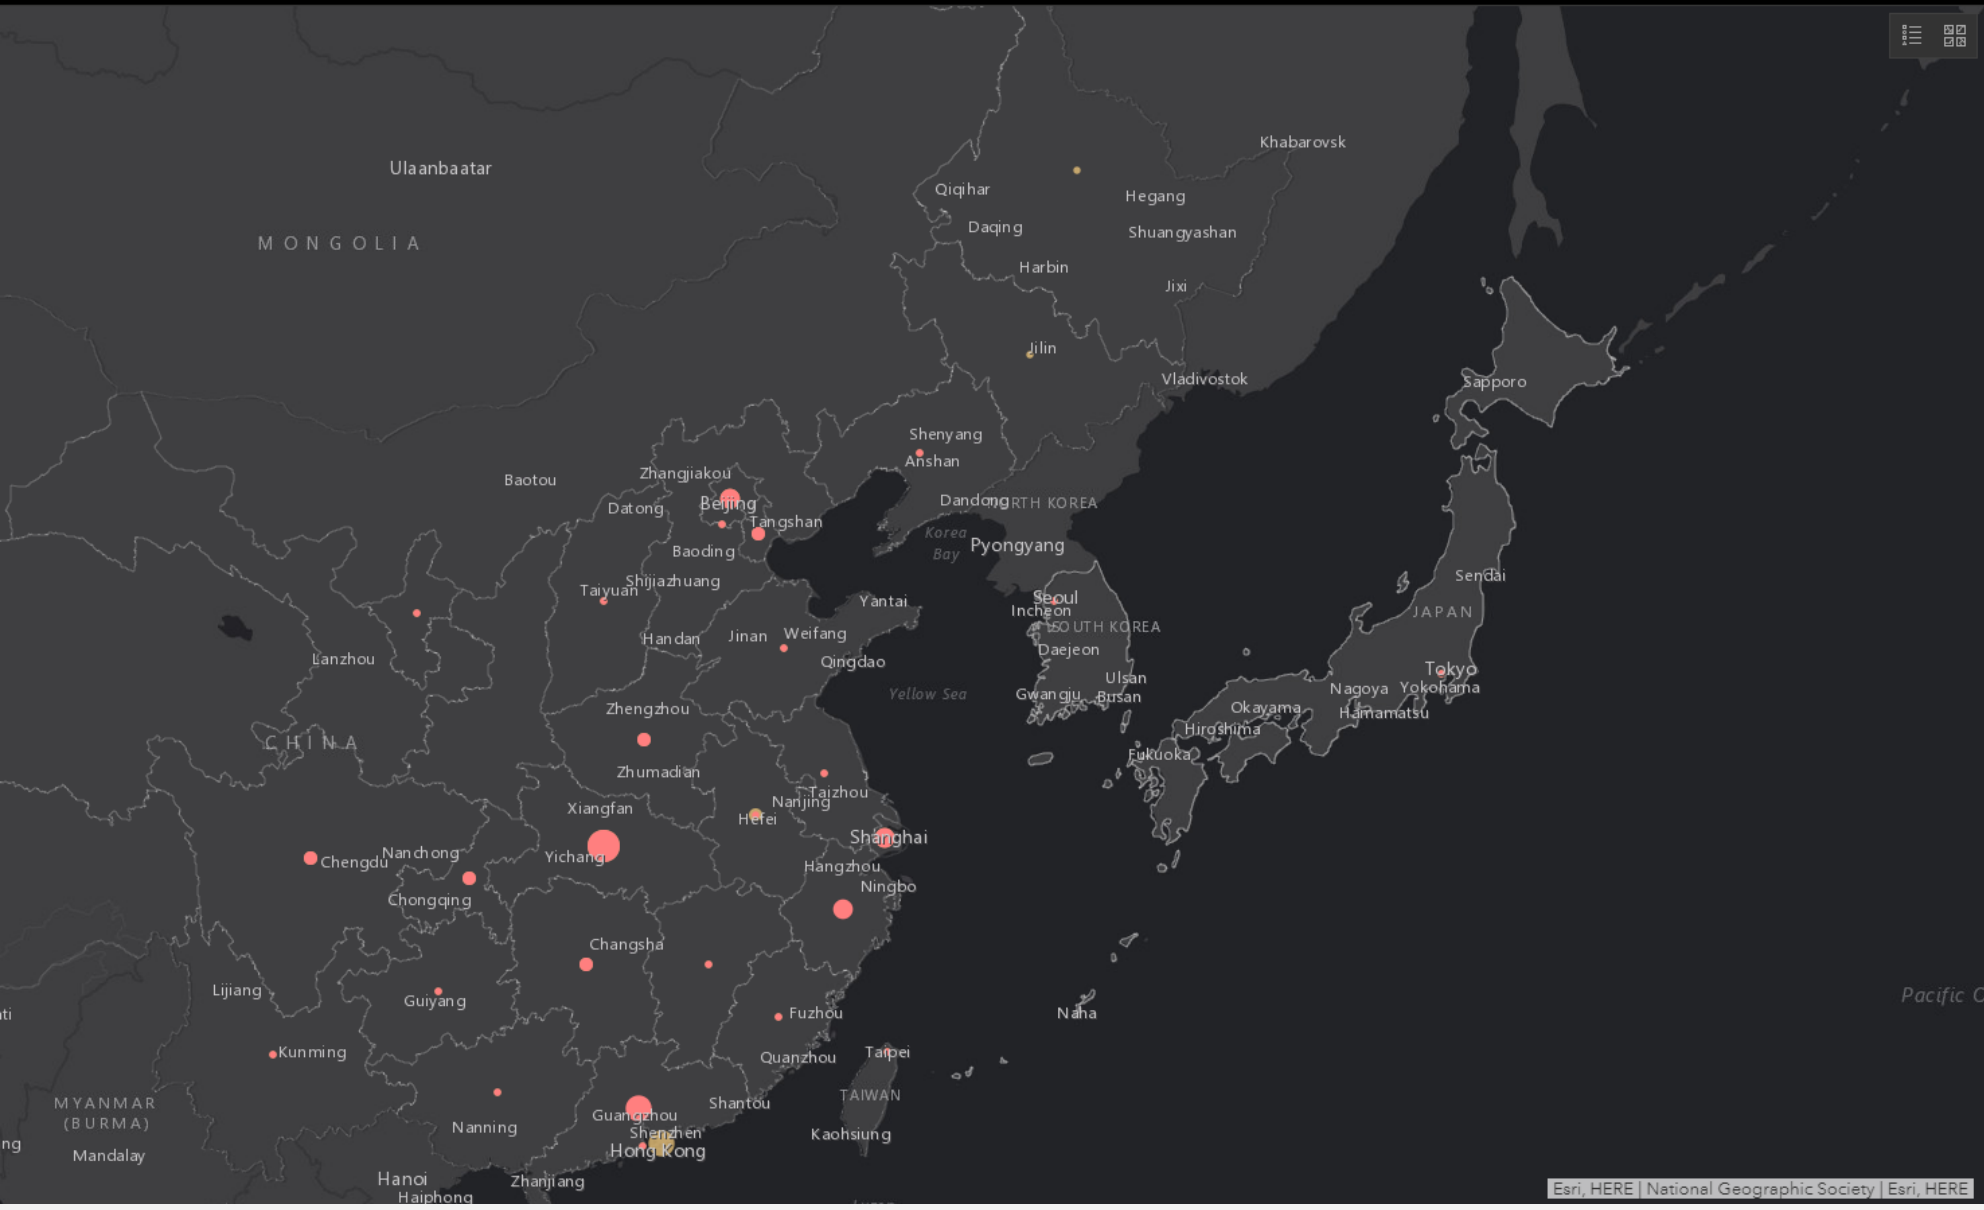 Khabarovsk
Ulaanbaatar
Qiqihar
Hegang
Daqing
Shuangyashan
MONGOLIA
Harbin
Jixi
Jilin
Vladivostok
Sapporo
Shenyang
Anshan
Zhangjiakou
Baotou
Beijing
Dandong
NORTH KOREA
Datong
Tangshan
Korea
Bay
Pyongyang
Baoding
Shijiazhuang
Sendai
Taiyuan
Seoul
Yantai
Incheon
JAPAN
SOUTH KOREA
Handan
Jinan
Weifang
Daejeon
Lanzhou
Qingdao
Tokyo
Ulsan
Yokohama
Nagoya
Yellow Sea
Gwangju
Busan
Zhengzhou
Okayama
Hamamatsu
Hiroshima
CHINA
Fukuoka
Zhumadian
Taizhou
Nanjing
Xiangfan
Hefei
Shanghai
Nanchong
Yichang
Chengdu
Hangzhou
Ningbo
Chongqing
Changsha
Lijiang
Pacific O
Guiyang
ti
Fuzhou
Naha
Kunming
Quanzhou
Taipei
TAIWAN
MYANMAR
(BURMA)
Shantou
Guangzhou
Nanning
Shenzhen
Kaohsiung
ng
Hong Kong
Mandalay
Hanoi
Zhanjiang
Haiphong
Esri, HERE | National Geographic Society | Esri, HERE